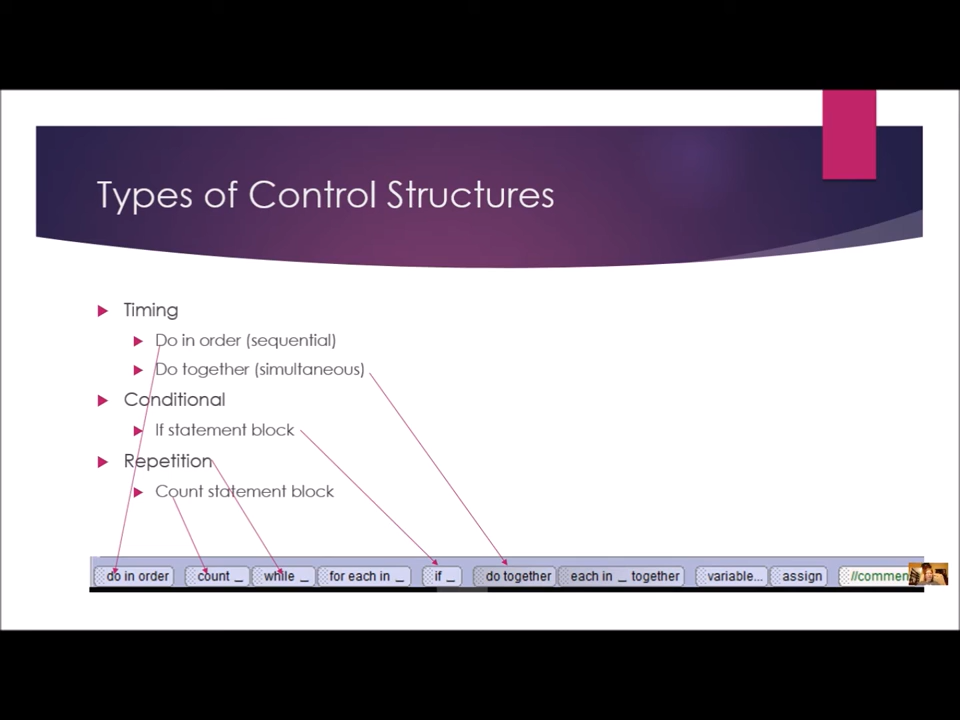 Types of Control Structures
Timing
Do in order (sequential)
Do together (simultaneous)
Conditional
If statement block
Repetition
Count statement block
do in order count _ while _ for each in _ if _ do together each in _ together variable... assign //commen